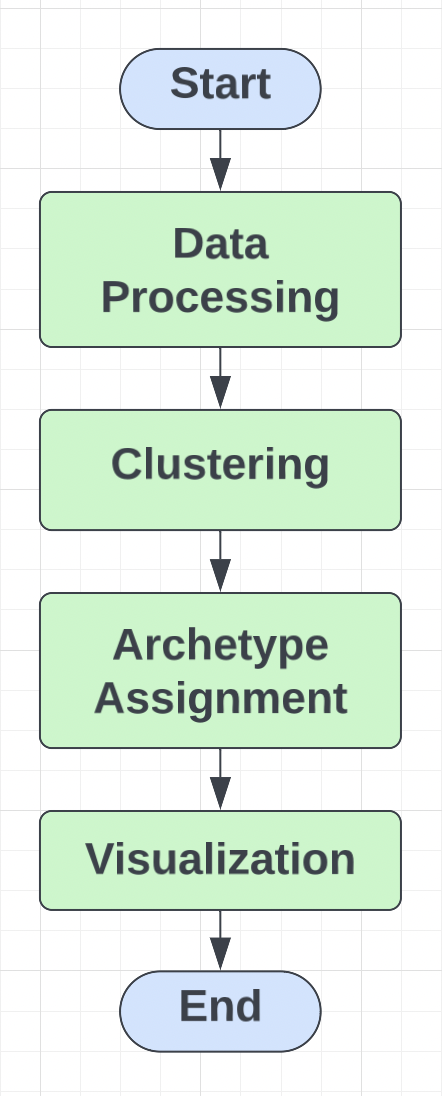 Start
Data
Processing
Clustering
Archetype
Assignment
Visualization
End